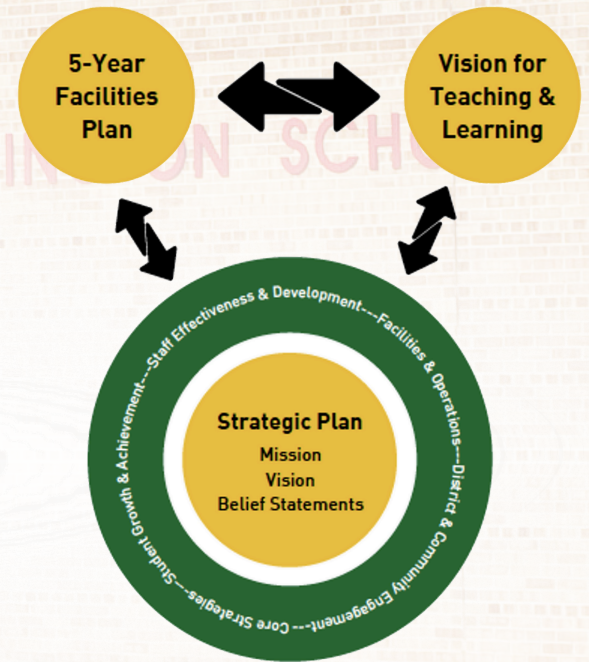 5-Year
Facilities
Plan
Vision for
Teaching &
Learning
Staff Effectiveness & Development---Facilities & Operations---District & Community Engagement---Core Strategies---Student Growth & Achievement---
Strategic Plan
Mission
Vision
Belief Statements